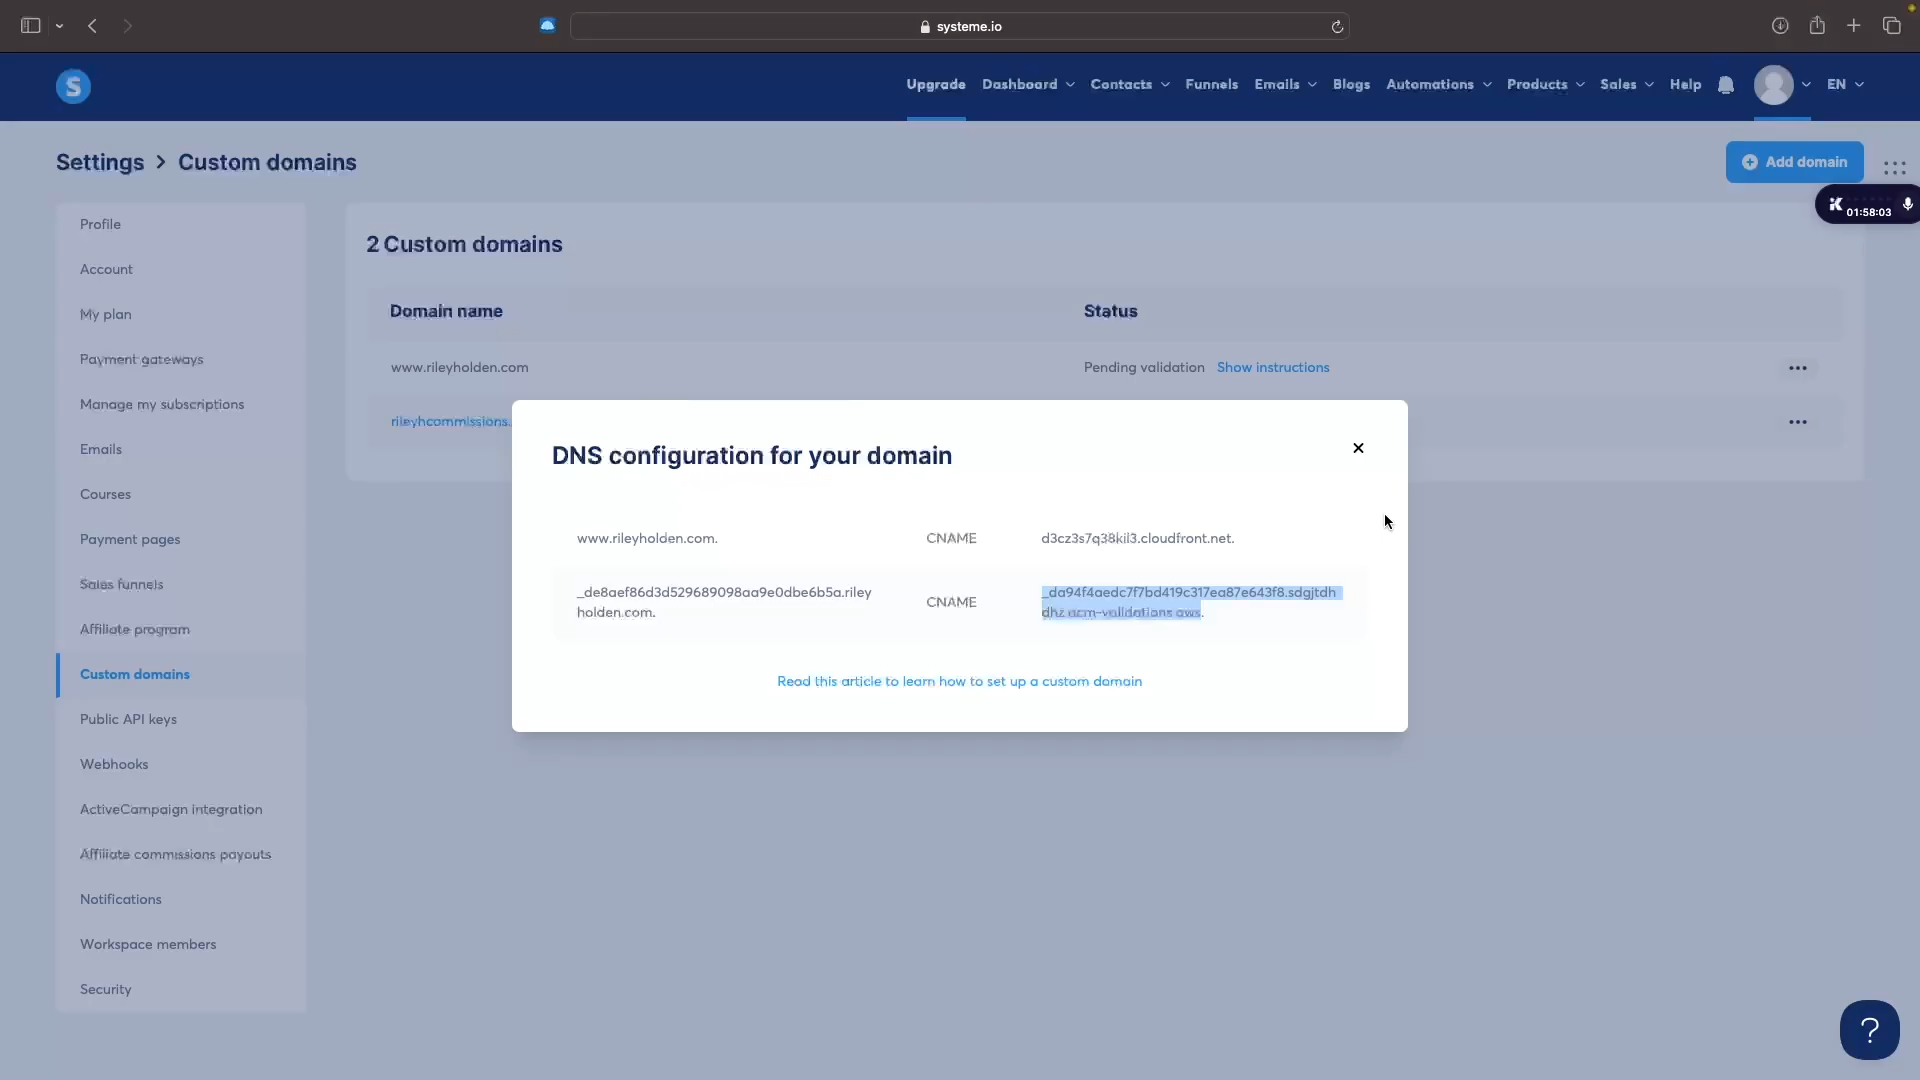 systeme.io
S
Upgrade Dashboard Contacts Funnels Emails Blogs Automations Products Sales Help EN
Settings > Custom domains
Add domain
01:58:03
Profile
Account
My plan
Payment gateways
Manage my subscriptions
Emails
Courses
Payment pages
Sales funnels
Affiliate program
Custom domains
Public API keys
Webhooks
ActiveCampaign integration
Affiliate commissions payouts
Notifications
Workspace members
Security
2 Custom domains
Domain name Status
www.rileyholden.com Pending validation Show instructions
rileyhcommissions.
DNS configuration for your domain
www.rileyholden.com. CNAME d3cz3s7q38kil3.cloudfront.net.
_de8aef86d3d529689098aa9e0dbe6b5a.riley
holden.com.
CNAME
_da94f4aedc7f7bd419c317ea87e643f8.sdgjtdh
dhz.acm-validations.aws.
Read this article to learn how to set up a custom domain
?